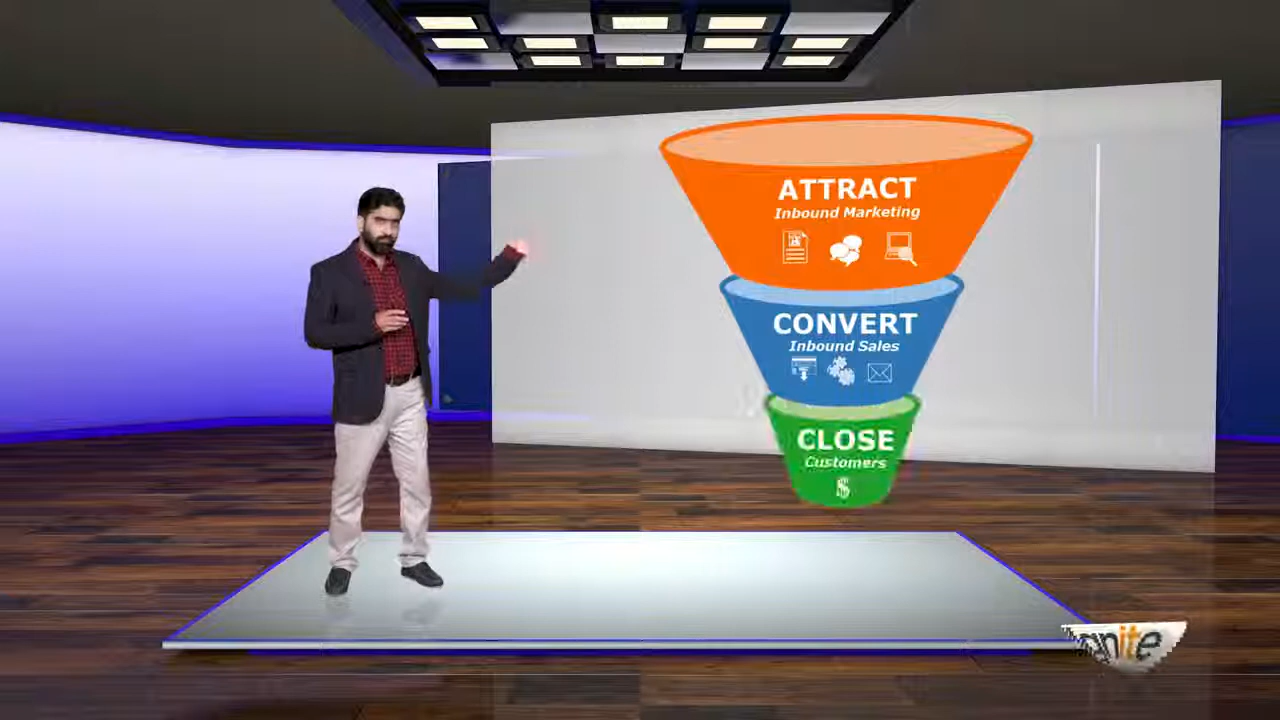 ATTRACT
Inbound Marketing
CONVERT
Inbound Sales
CLOSE
Customers
$